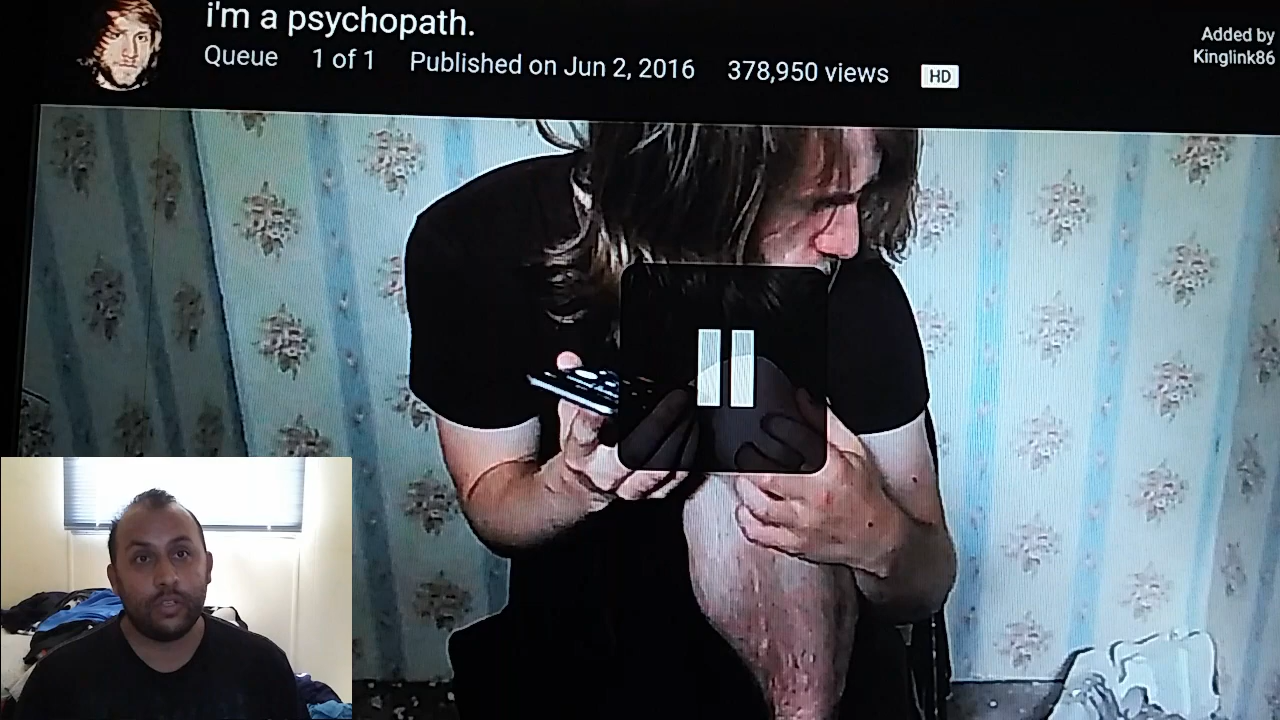 i'm a psychopath.
Queue 1 of 1 Published on Jun 2, 2016 378,950 views HD
Added by
Kinglink86